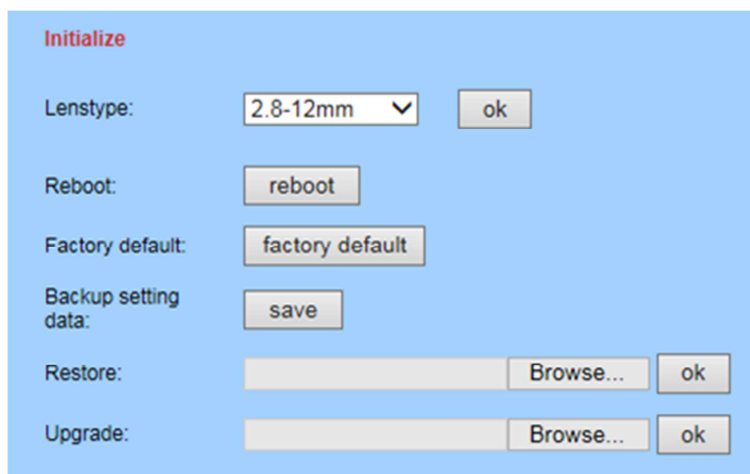 Initialize
Lenstype: 2.8-12mm ok
Reboot: reboot
Factory default: factory default
Backup setting
data: save
Restore: Browse... ok
Upgrade: Browse... ok